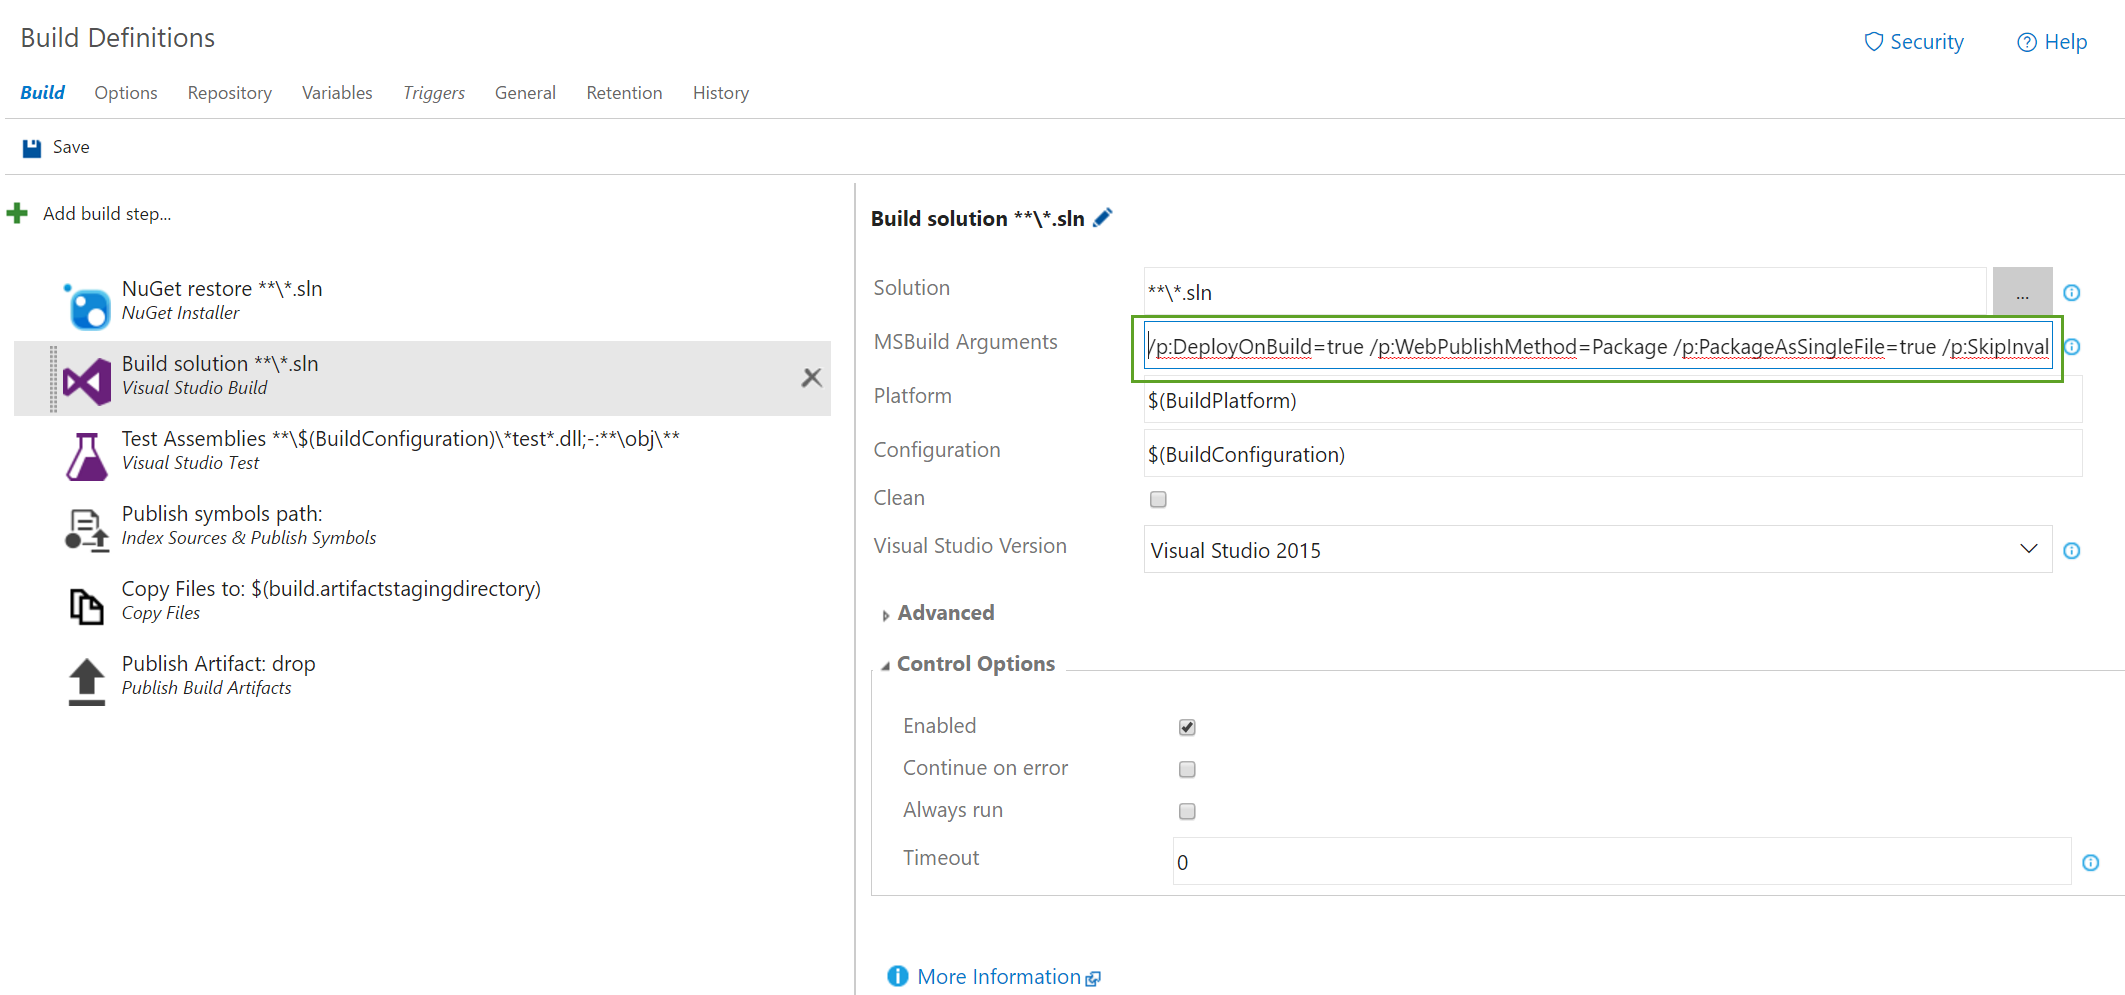 Build Definitions
Security Help
Build Options Repository Variables Triggers General Retention History
Save
Add build step...
NuGet restore **\*.sln
NuGet Installer
Build solution **\*.sln
Visual Studio Build
Test Assemblies **\$(BuildConfiguration)\*test*.dll;-:**\obj\**
Visual Studio Test
Publish symbols path:
Index Sources & Publish Symbols
Copy Files to: $(build.artifactstagingdirectory)
Copy Files
Publish Artifact: drop
Publish Build Artifacts
Build solution **\*.sln
Solution **\*.sln ...
MSBuild Arguments /p:DeployOnBuild=true /p:WebPublishMethod=Package /p:PackageAsSingleFile=true /p:SkipInval
Platform $(BuildPlatform)
Configuration $(BuildConfiguration)
Clean
Visual Studio Version Visual Studio 2015
Advanced
Control Options
Enabled
Continue on error
Always run
Timeout 0
More Information